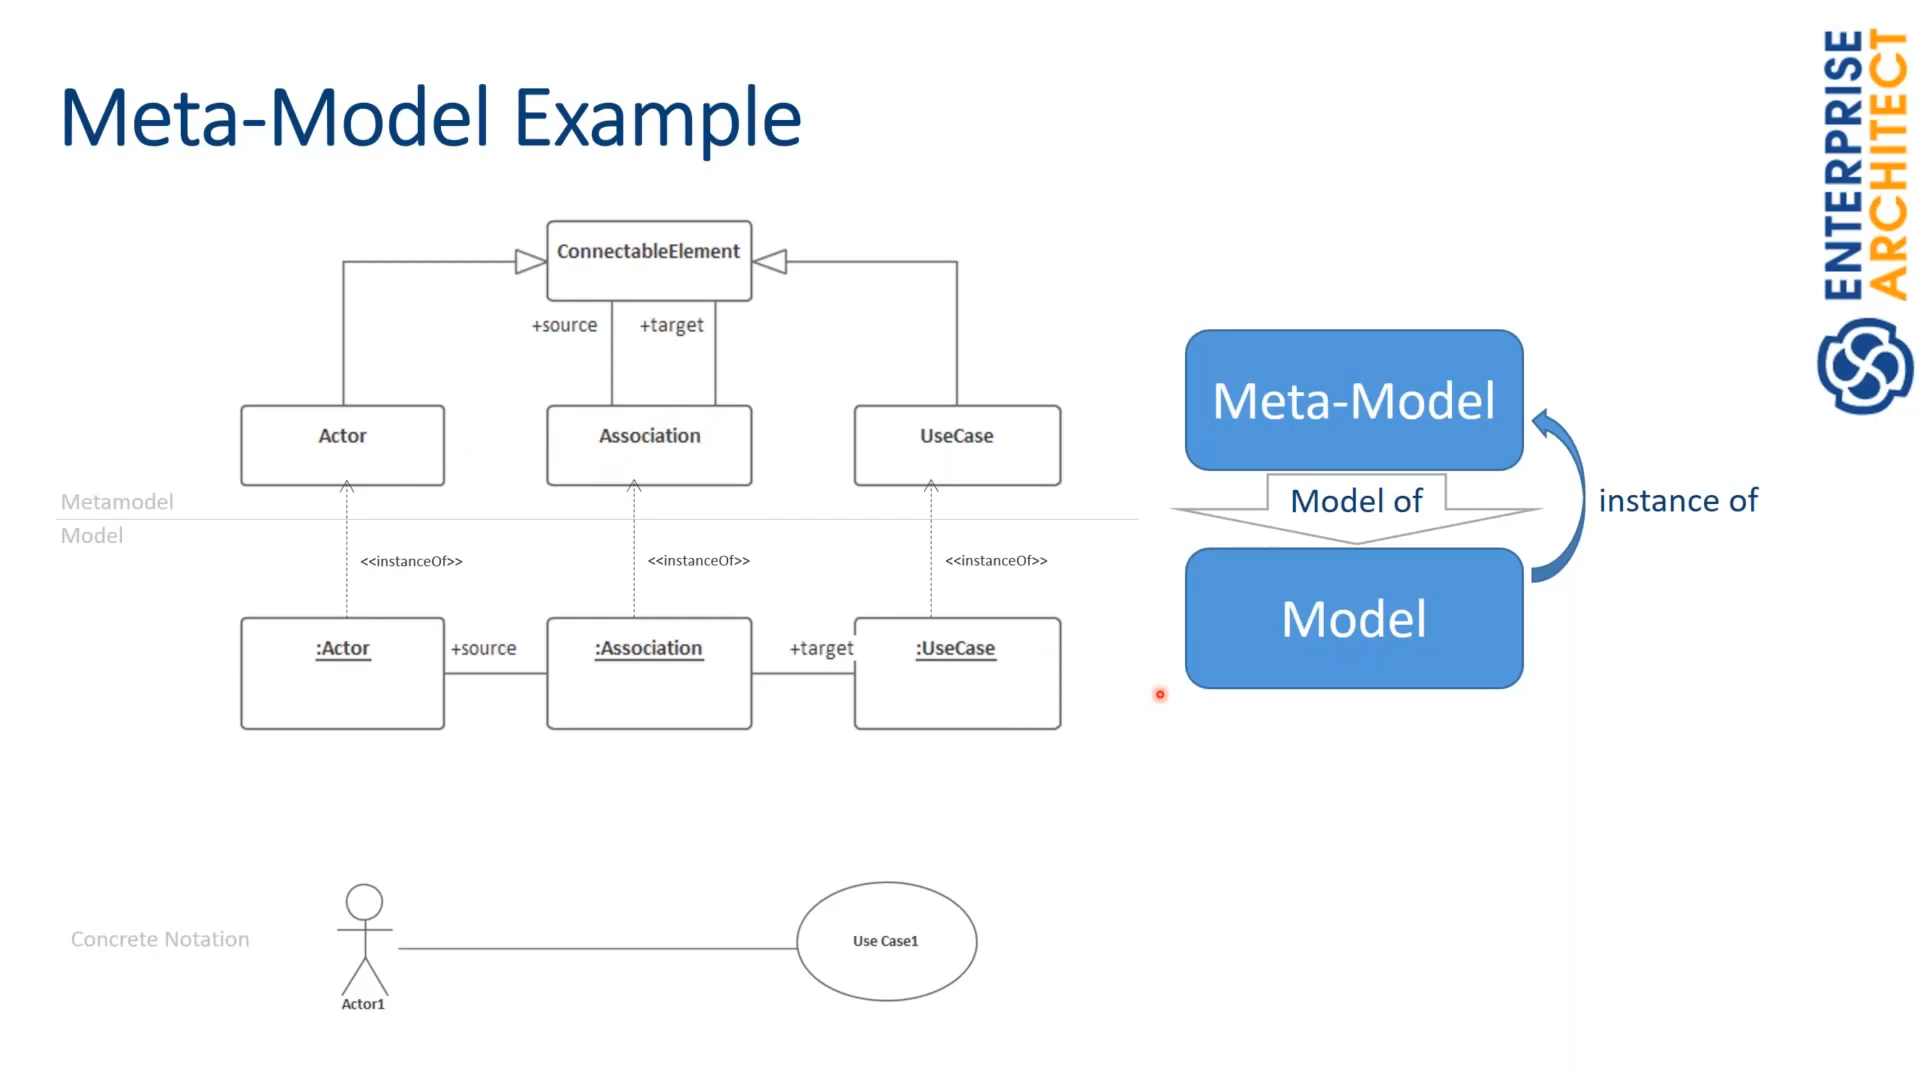 Meta-Model Example
ENTERPRISE
ARCHITECT
ConnectableElement
+source
+target
Actor
Association
UseCase
Metamodel
Model
<<instanceOf>>
<<instanceOf>>
<<instanceOf>>
:Actor
+source
:Association
+target
:UseCase
Meta-Model
Model of
instance of
Model
Concrete Notation
Actor1
Use Case1